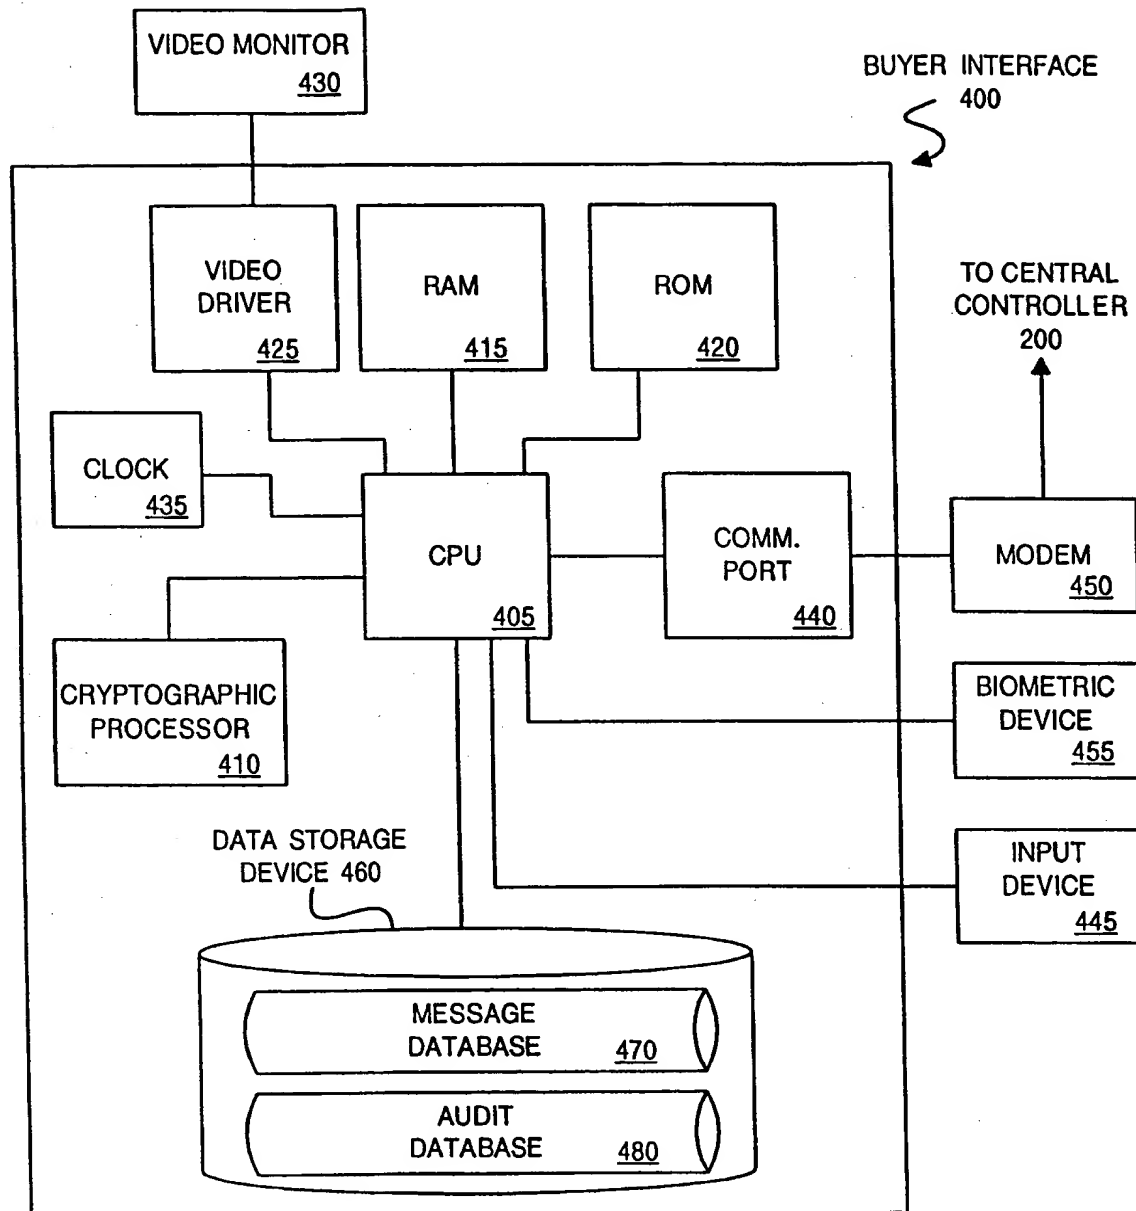 VIDEO MONITOR
430
BUYER INTERFACE
400
VIDEO
DRIVER
425
RAM
415
ROM
420
TO CENTRAL
CONTROLLER
200
CLOCK
435
CPU
405
COMM.
PORT
440
MODEM
450
CRYPTOGRAPHIC
PROCESSOR
410
BIOMETRIC
DEVICE
455
DATA STORAGE
DEVICE 460
INPUT
DEVICE
445
MESSAGE
DATABASE
470
AUDIT
DATABASE
480